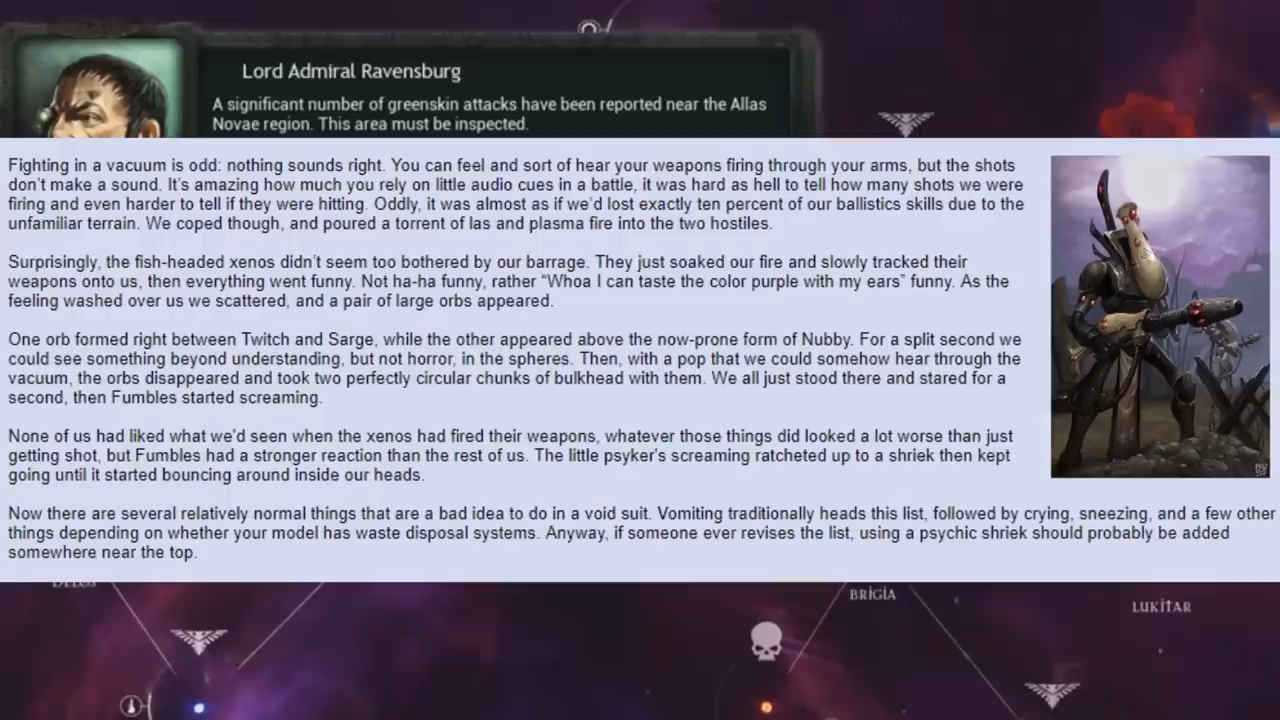 Lord Admiral Ravensburg
A significant number of greenskin attacks have been reported near the Allas
Novae region. This area must be inspected.
Fighting in a vacuum is odd: nothing sounds right. You can feel and sort of hear your weapons firing through your arms, but the shots
don't make a sound. It's amazing how much you rely on little audio cues in a battle, it was hard as hell to tell how many shots we were
firing and even harder to tell if they were hitting. Oddly, it was almost as if we'd lost exactly ten percent of our ballistics skills due to the
unfamiliar terrain. We coped though, and poured a torrent of las and plasma fire into the two hostiles.
Surprisingly, the fish-headed xenos didn't seem too bothered by our barrage. They just soaked our fire and slowly tracked their
weapons onto us, then everything went funny. Not ha-ha funny, rather “Whoa I can taste the color purple with my ears” funny. As the
feeling washed over us we scattered, and a pair of large orbs appeared.
One orb formed right between Twitch and Sarge, while the other appeared above the now-prone form of Nubby. For a split second we
could see something beyond understanding, but not horror, in the spheres. Then, with a pop that we could somehow hear through the
vacuum, the orbs disappeared and took two perfectly circular chunks of bulkhead with them. We all just stood there and stared for a
second, then Fumbles started screaming.
None of us had liked what we'd seen when the xenos had fired their weapons, whatever those things did looked a lot worse than just
getting shot, but Fumbles had a stronger reaction than the rest of us. The little psyker's screaming ratcheted up to a shriek then kept
going until it started bouncing around inside our heads.
Now there are several relatively normal things that are a bad idea to do in a void suit. Vomiting traditionally heads this list, followed by crying, sneezing, and a few other
things depending on whether your model has waste disposal systems. Anyway, if someone ever revises the list, using a psychic shriek should probably be added
somewhere near the top.
DELOS
BRIGIA
LUKITAR